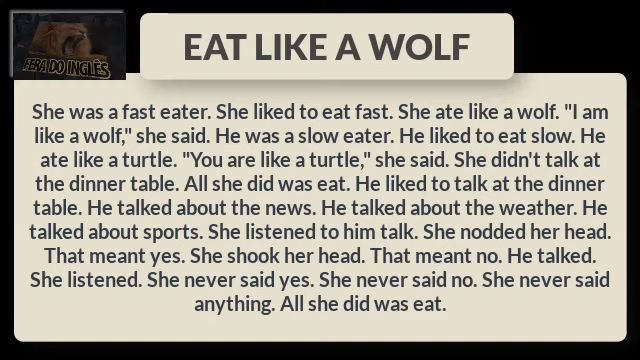 FERA DO INGLÊS
EAT LIKE A WOLF
She was a fast eater. She liked to eat fast. She ate like a wolf. "I am
like a wolf," she said. He was a slow eater. He liked to eat slow. He
ate like a turtle. "You are like a turtle," she said. She didn't talk at
the dinner table. All she did was eat. He liked to talk at the dinner
table. He talked about the news. He talked about the weather. He
talked about sports. She listened to him talk. She nodded her head.
That meant yes. She shook her head. That meant no. He talked.
She listened. She never said yes. She never said no. She never said
anything. All she did was eat.